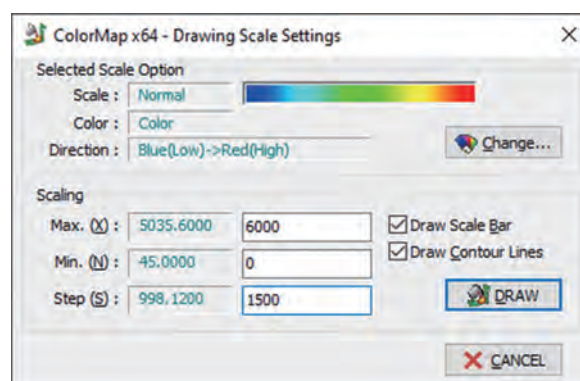 ColorMap x64 - Drawing Scale Settings
Selected Scale Option
Scale : Normal
Color : Color
Direction : Blue(Low)->Red(High)
Change...
Scaling
Max. (X) : 5035.6000 6000
Draw Scale Bar
Min. (N) : 45.0000 0
Draw Contour Lines
Step (S) : 998.1200 1500
DRAW
CANCEL